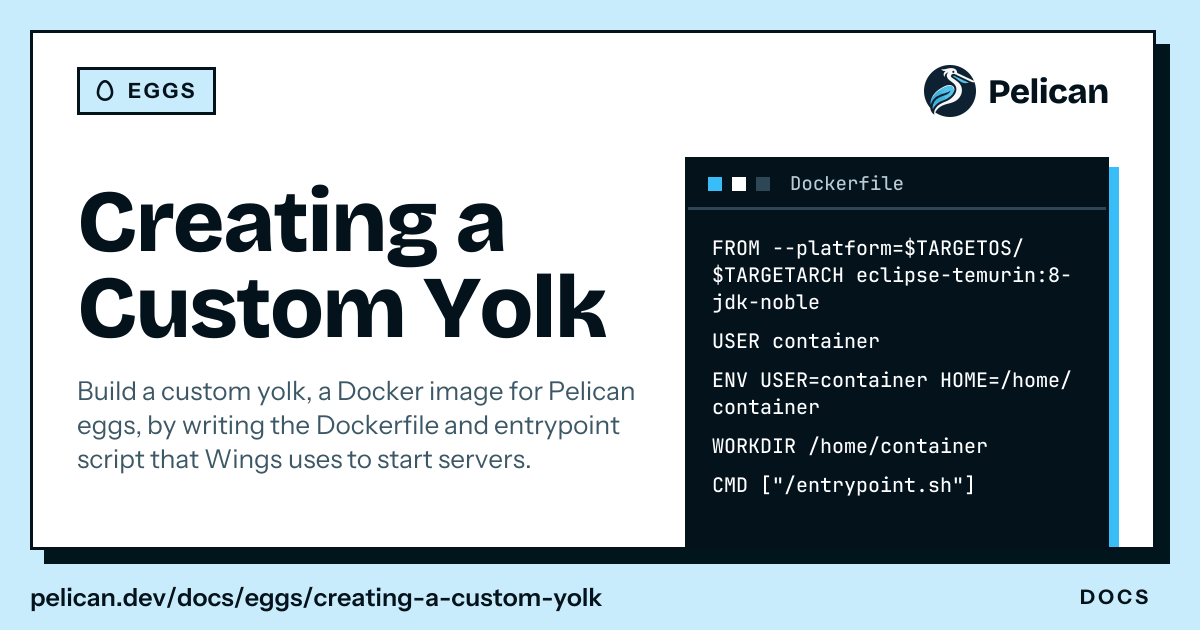 EGGS
Pelican
Creating a
Custom Yolk
Build a custom yolk, a Docker image for Pelican
eggs, by writing the Dockerfile and entrypoint
script that Wings uses to start servers.
Dockerfile
FROM --platform=$TARGETOS/
$TARGETARCH eclipse-temurin:8-
jdk-noble
USER container
ENV USER=container HOME=/home/
container
WORKDIR /home/container
CMD ["/entrypoint.sh"]
pelican.dev/docs/eggs/creating-a-custom-yolk
DOCS